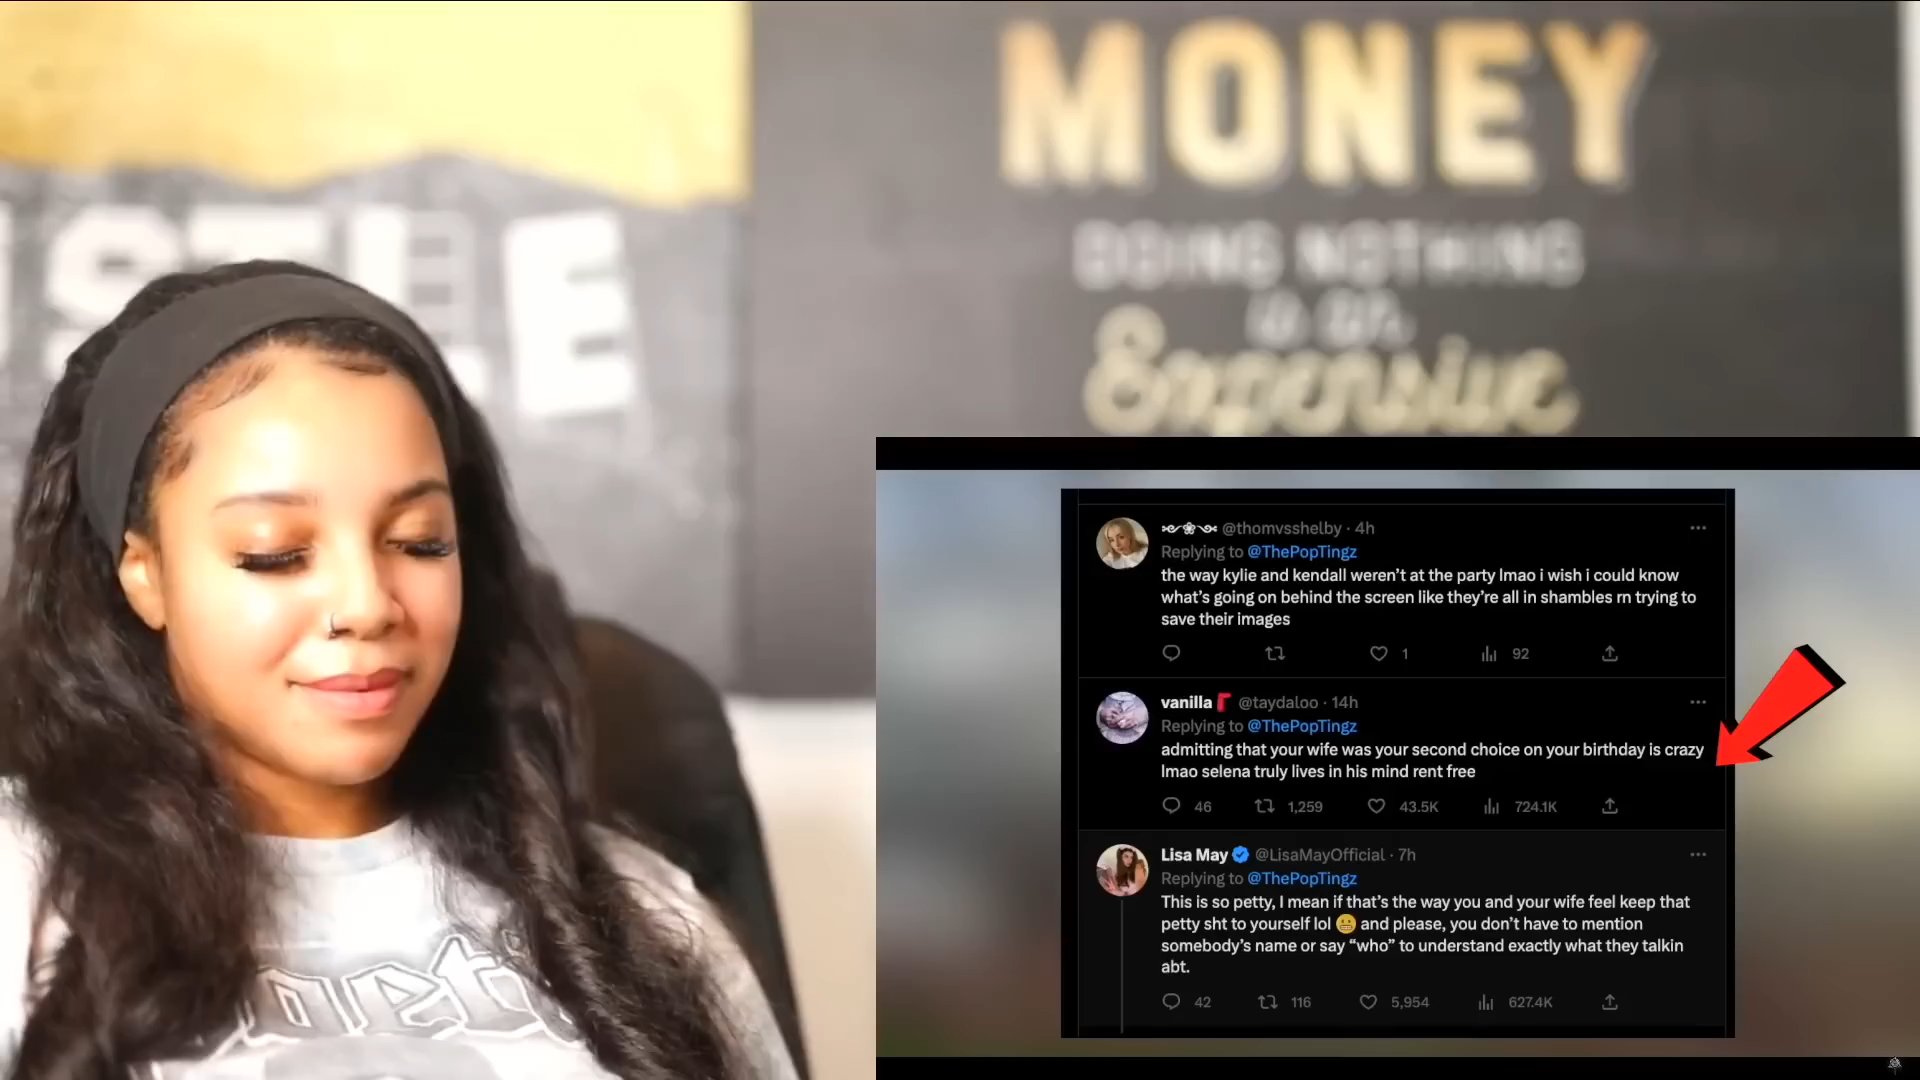 MONEY
DOING NOTHING
is an
Expensive
USTLE
@thomvsshelby · 4h
Replying to @ThePopTingz
the way kylie and kendall weren't at the party lmao i wish i could know
what's going on behind the screen like they're all in shambles rn trying to
save their images
1
92
vanilla @taydaloo · 14h
Replying to @ThePopTingz
admitting that your wife was your second choice on your birthday is crazy
lmao selena truly lives in his mind rent free
46 1,259 43.5K 724.1K
Lisa May @LisaMayOfficial · 7h
Replying to @ThePopTingz
This is so petty, I mean if that's the way you and your wife feel keep that
petty sht to yourself lol 😬 and please, you don't have to mention
somebody's name or say "who" to understand exactly what they talkin
abt.
42 116 5,954 627.4K